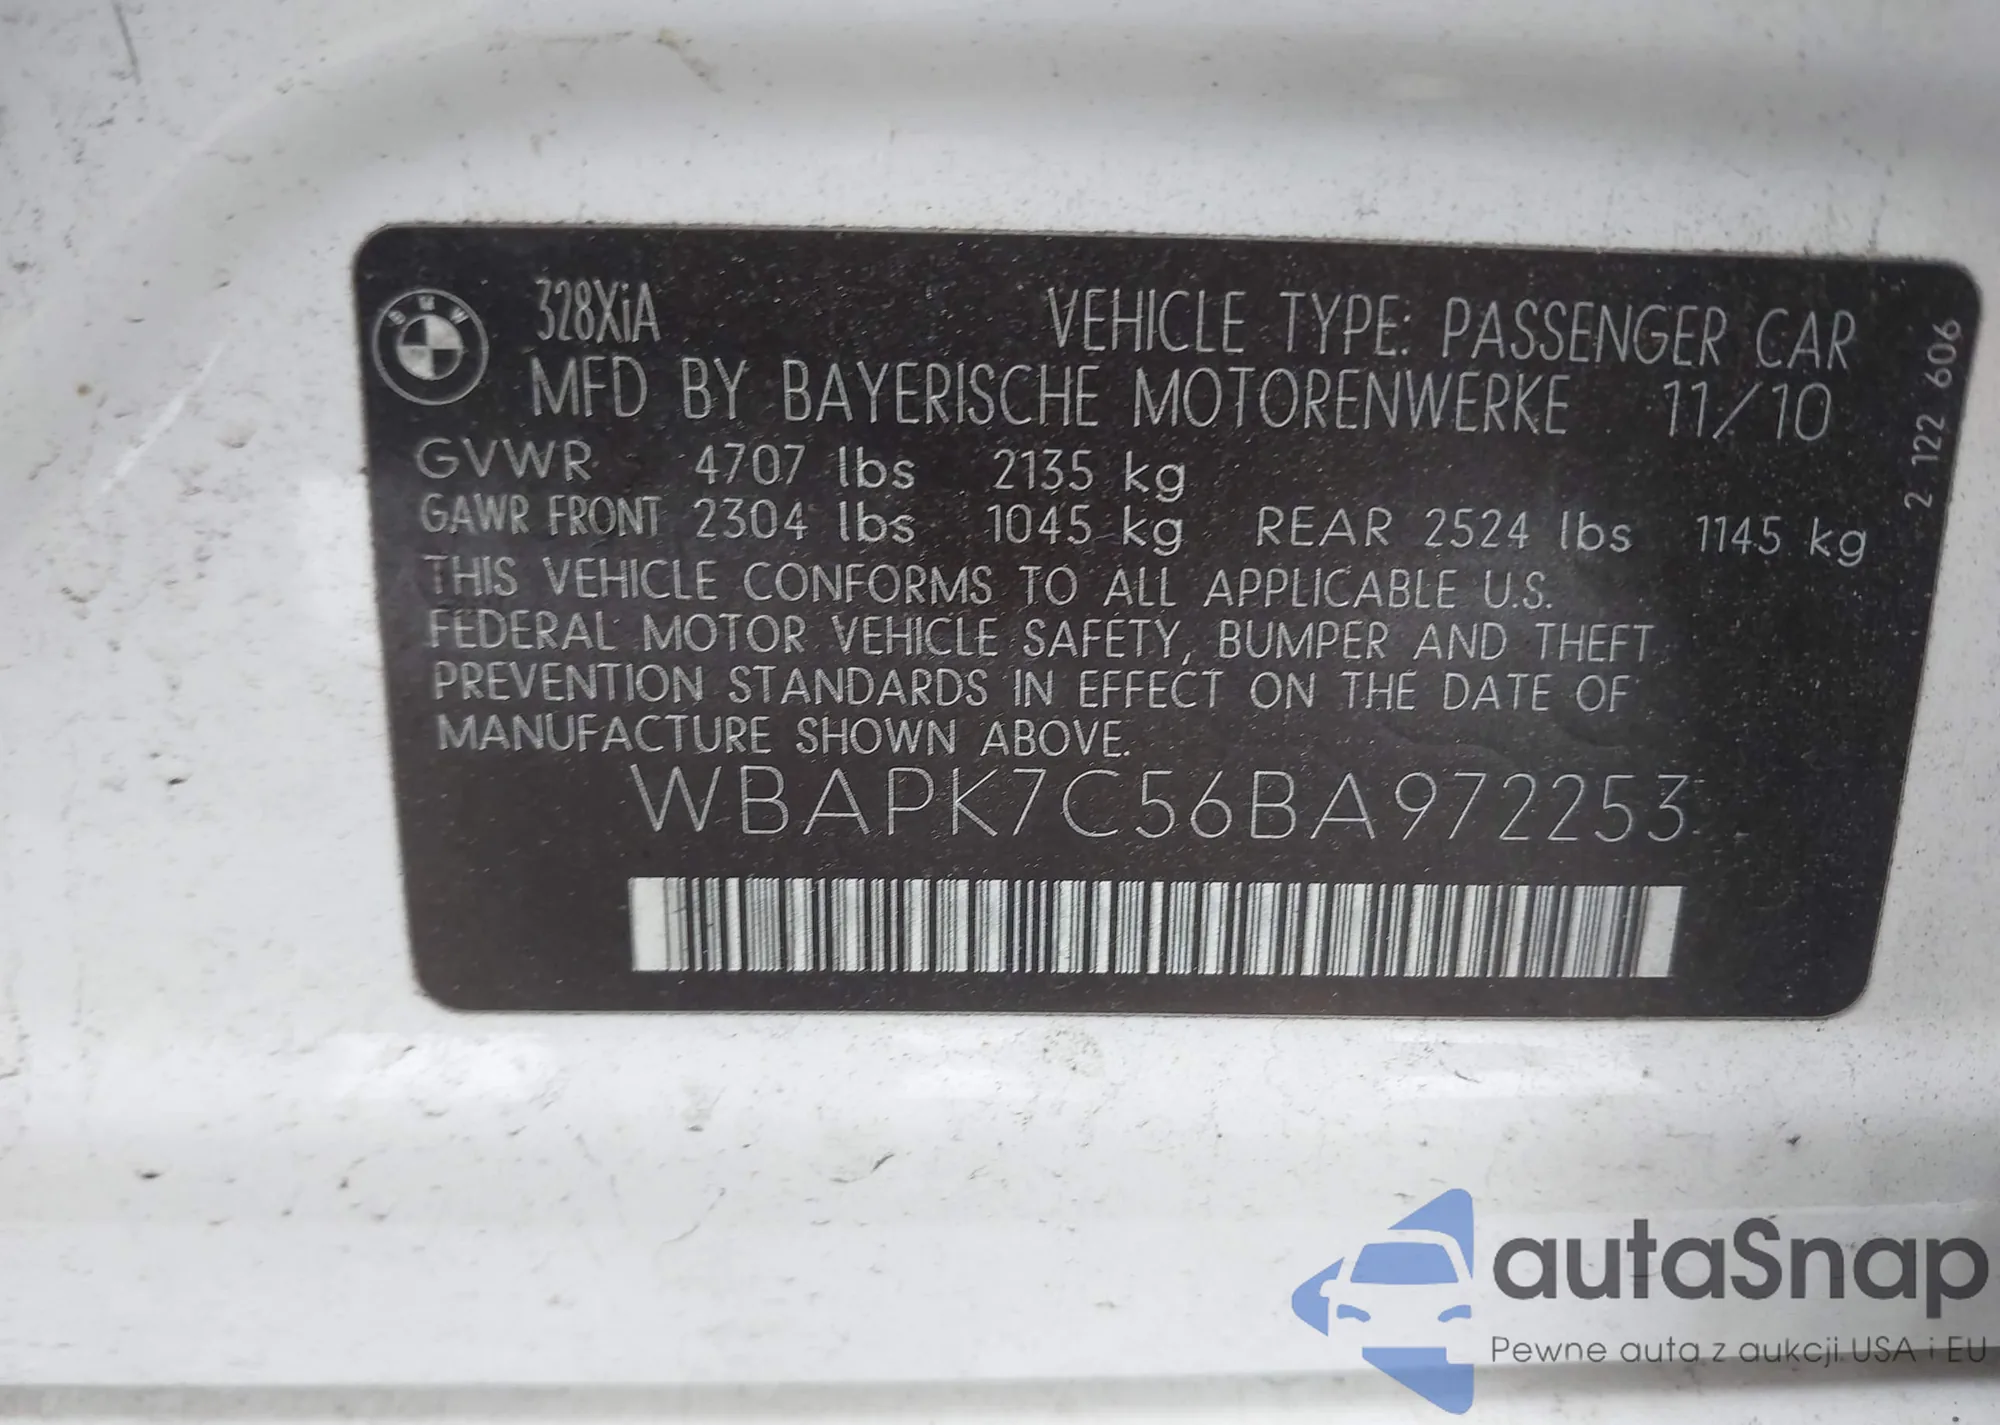 BMW
328XiA
VEHICLE TYPE: PASSENGER CAR
MFD BY BAYERISCHE MOTORENWERKE 11/10
GVWR 4707 lbs 2135 kg
GAWR FRONT 2304 lbs 1045 kg REAR 2524 lbs 1145 kg
THIS VEHICLE CONFORMS TO ALL APPLICABLE U.S.
FEDERAL MOTOR VEHICLE SAFETY, BUMPER AND THEFT
PREVENTION STANDARDS IN EFFECT ON THE DATE OF
MANUFACTURE SHOWN ABOVE.
WBAPK7C56BA972253
2 122 606
autaSnap
Pewne auta z aukcji USA i EU